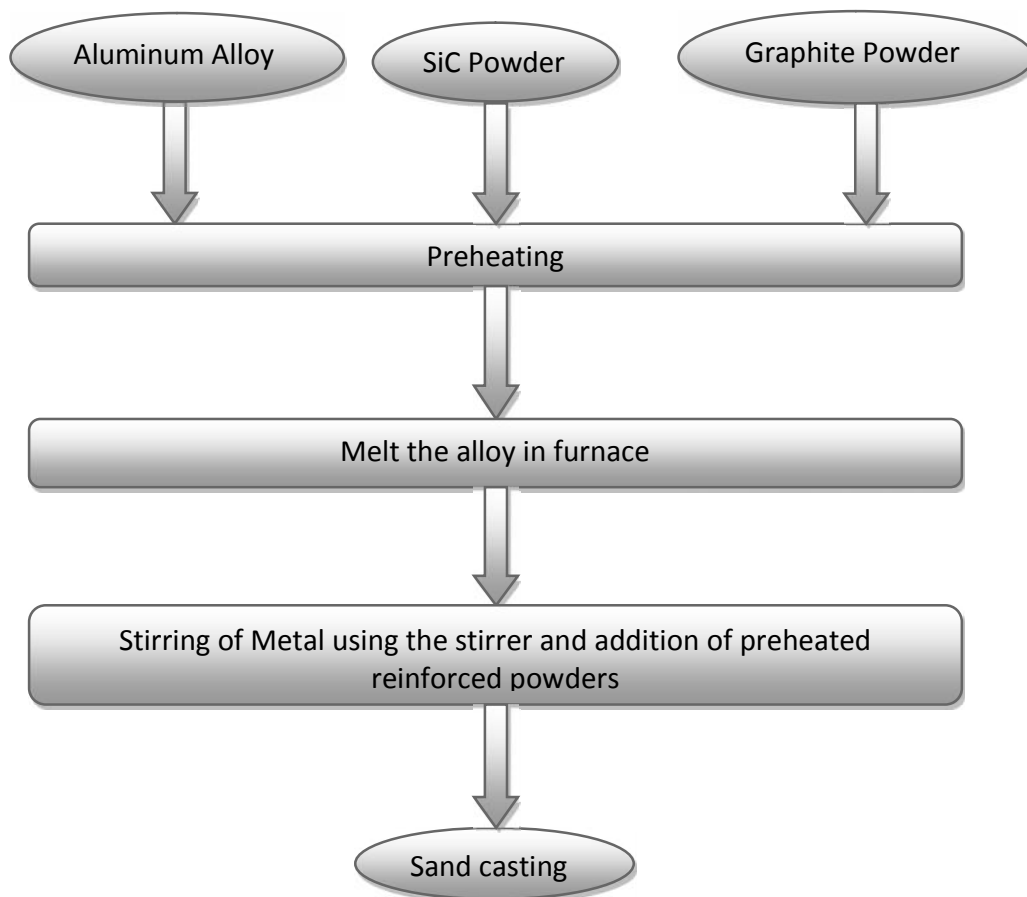 Aluminum Alloy
SiC Powder
Graphite Powder
Preheating
Melt the alloy in furnace
Stirring of Metal using the stirrer and addition of preheated
reinforced powders
Sand casting